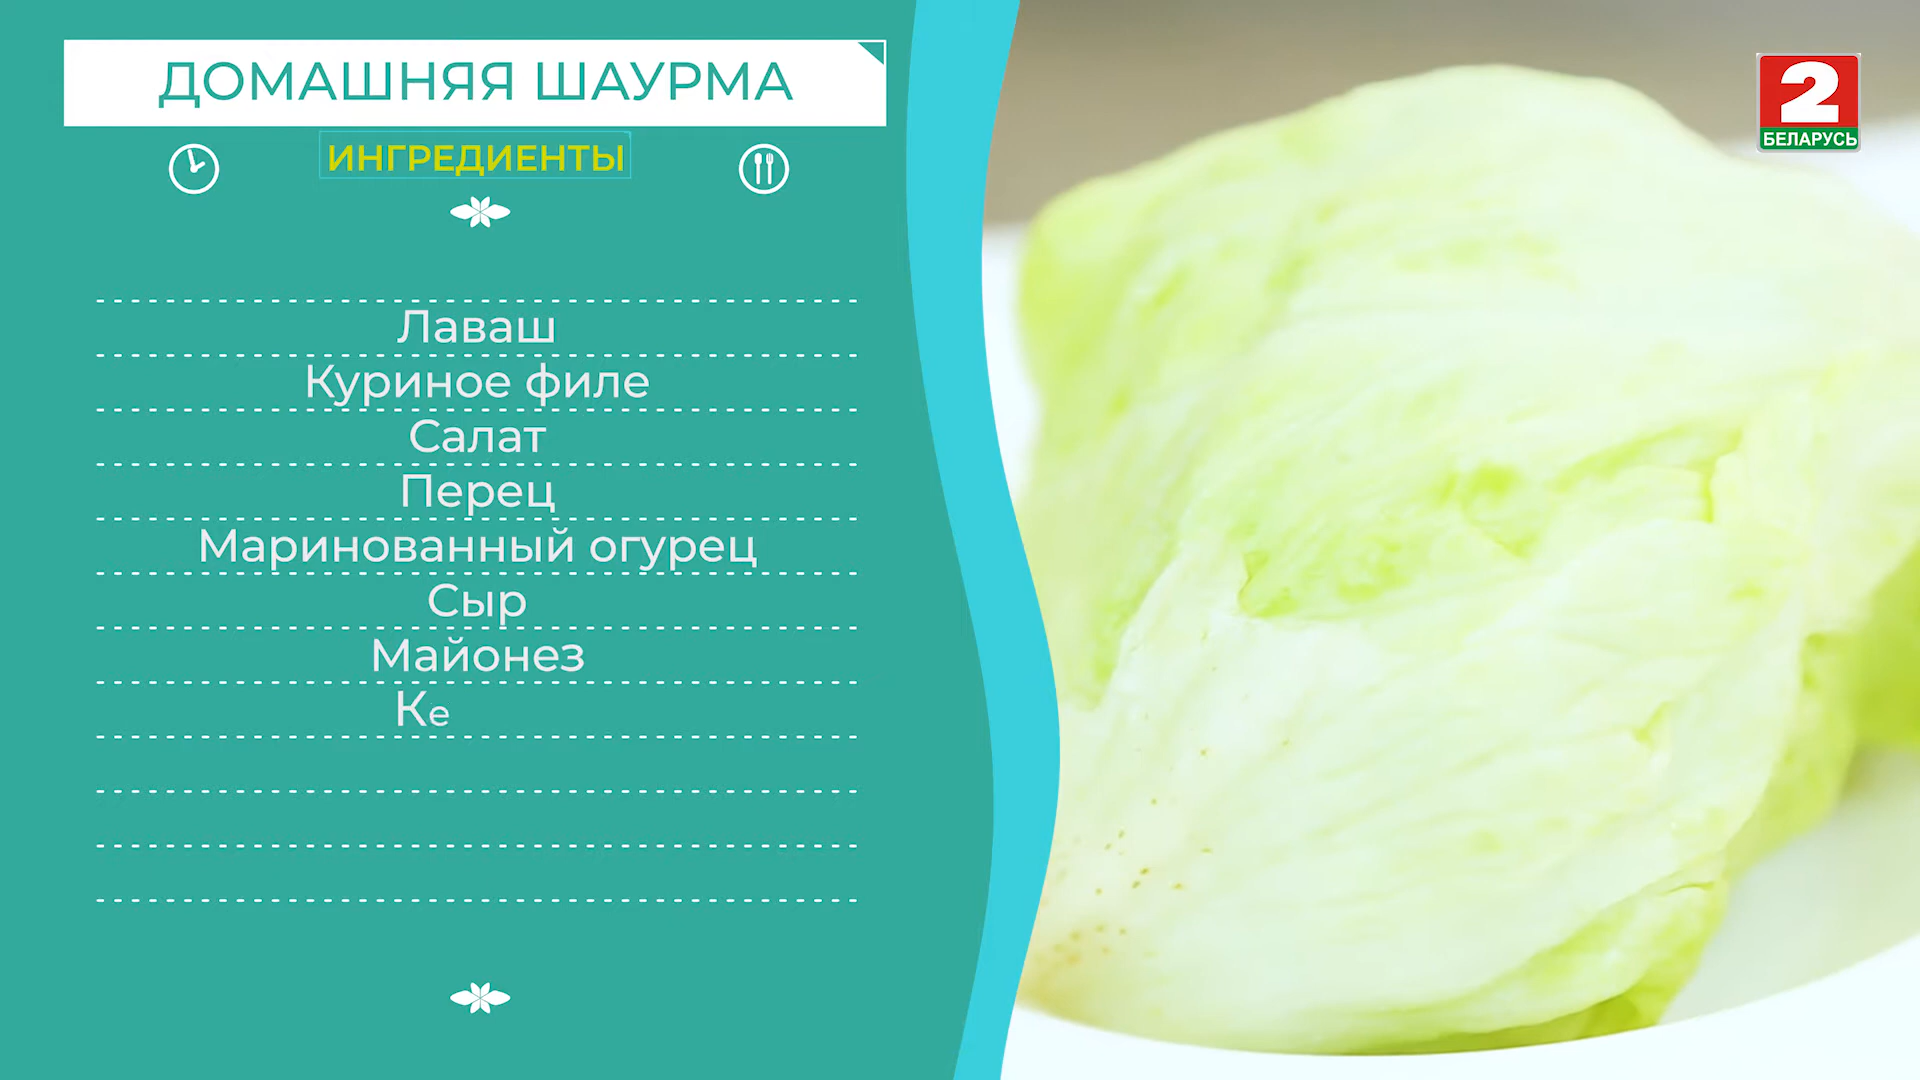 ДОМАШНЯЯ ШАУРМА
ИНГРЕДИЕНТЫ
Лаваш
Куриное филе
Салат
Перец
Маринованный огурец
Сыр
Майонез
Ке
2
БЕЛАРУСЬ